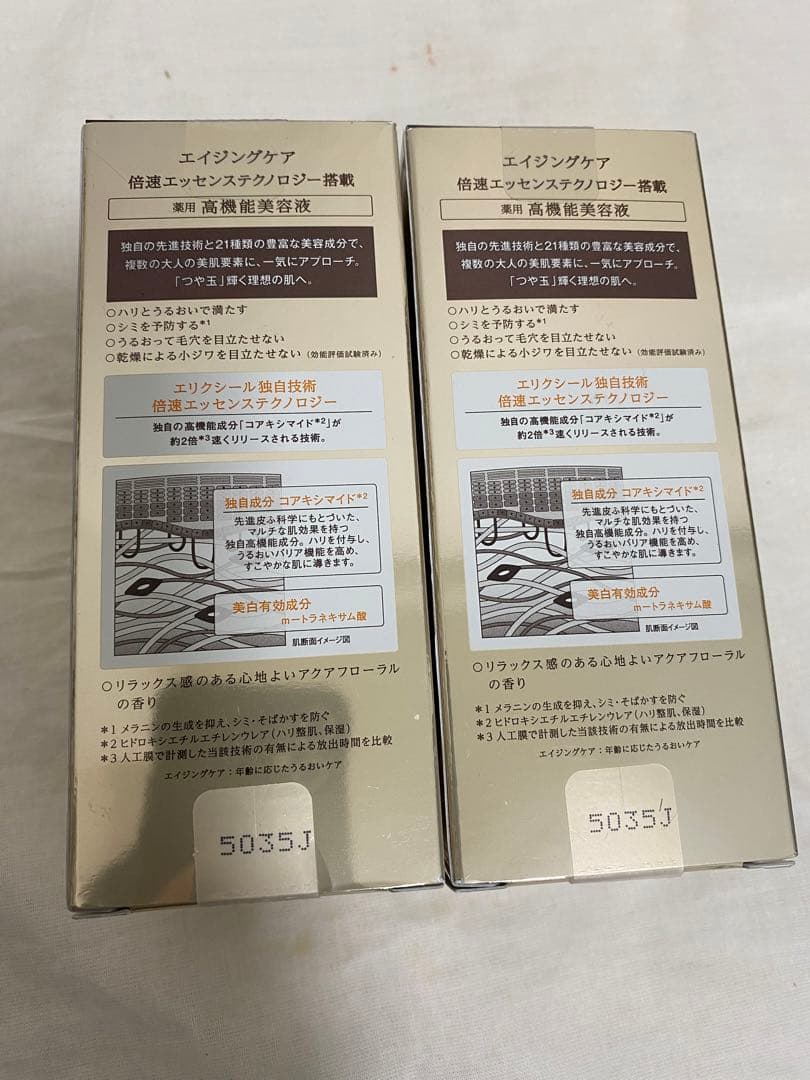 エイジングケア
倍速エッセンステクノロジー搭載
薬用 高機能美容液
独自の先進技術と21種類の豊富な美容成分で、
複数の大人の美肌要素に、一気にアプローチ。
「つや玉」輝く理想の肌へ。
○ハリとうるおいで満たす
○シミを予防する*1
○うるおって毛穴を目立たせない
○乾燥による小ジワを目立たせない(効能評価試験済み)
エリクシール独自技術
倍速エッセンステクノロジー
独自の高機能成分「コアキシマイド*2」が
約2倍*3速くリリースされる技術。
独自成分 コアキシマイド*2
先進皮ふ科学にもとづいた、
マルチな肌効果を持つ
独自高機能成分。ハリを付与し、
うるおいバリア機能を高め、
すこやかな肌に導きます。
美白有効成分
m−トラネキサム酸
肌断面イメージ図
○リラックス感のある心地よいアクアフローラル
の香り
*1 メラニンの生成を抑え、シミ・そばかすを防ぐ
*2 ヒドロキシエチルエチレンウレア(ハリ整肌、保湿)
*3 人工膜で計測した当該技術の有無による放出時間を比較
エイジングケア:年齢に応じたうるおいケア
5035J
エイジングケア
倍速エッセンステクノロジー搭載
薬用 高機能美容液
独自の先進技術と21種類の豊富な美容成分で、
複数の大人の美肌要素に、一気にアプローチ。
「つや玉」輝く理想の肌へ。
○ハリとうるおいで満たす
○シミを予防する*1
○うるおって毛穴を目立たせない
○乾燥による小ジワを目立たせない(効能評価試験済み)
エリクシール独自技術
倍速エッセンステクノロジー
独自の高機能成分「コアキシマイド*2」が
約2倍*3速くリリースされる技術。
独自成分 コアキシマイド*2
先進皮ふ科学にもとづいた、
マルチな肌効果を持つ
独自高機能成分。ハリを付与し、
うるおいバリア機能を高め、
すこやかな肌に導きます。
美白有効成分
m−トラネキサム酸
肌断面イメージ図
○リラックス感のある心地よいアクアフローラル
の香り
*1 メラニンの生成を抑え、シミ・そばかすを防ぐ
*2 ヒドロキシエチルエチレンウレア(ハリ整肌、保湿)
*3 人工膜で計測した当該技術の有無による放出時間を比較
エイジングケア:年齢に応じたうるおいケア
5035J